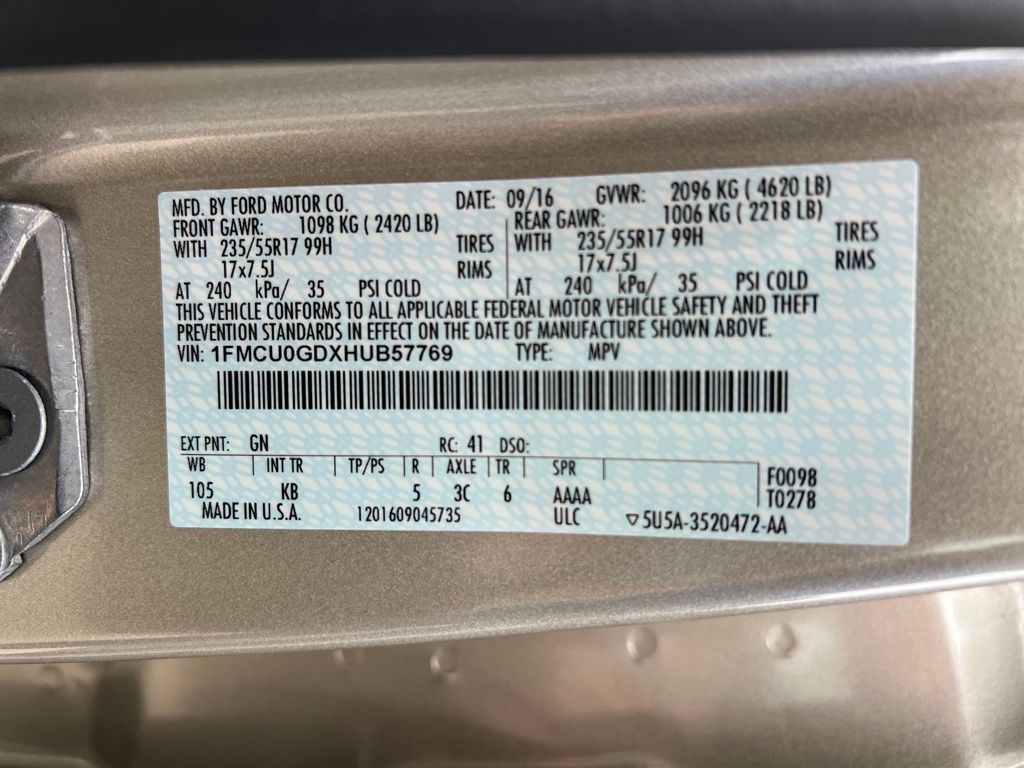 MFD. BY FORD MOTOR CO. DATE: 09/16 GVWR: 2096 KG ( 4620 LB)
FRONT GAWR: 1098 KG ( 2420 LB) REAR GAWR: 1006 KG ( 2218 LB)
WITH 235/55R17 99H TIRES WITH 235/55R17 99H TIRES
17x7.5J RIMS 17x7.5J RIMS
AT 240 kPa/ 35 PSI COLD AT 240 kPa/ 35 PSI COLD
THIS VEHICLE CONFORMS TO ALL APPLICABLE FEDERAL MOTOR VEHICLE SAFETY AND THEFT
PREVENTION STANDARDS IN EFFECT ON THE DATE OF MANUFACTURE SHOWN ABOVE.
VIN: 1FMCU0GDXHUB57769 TYPE: MPV
EXT PNT: GN RC: 41 DSO:
WB INT TR TP/PS R AXLE TR SPR F0098
105 KB 5 3C 6 AAAA T0278
MADE IN U.S.A. 1201609045735 ULC ▽5U5A-3520472-AA